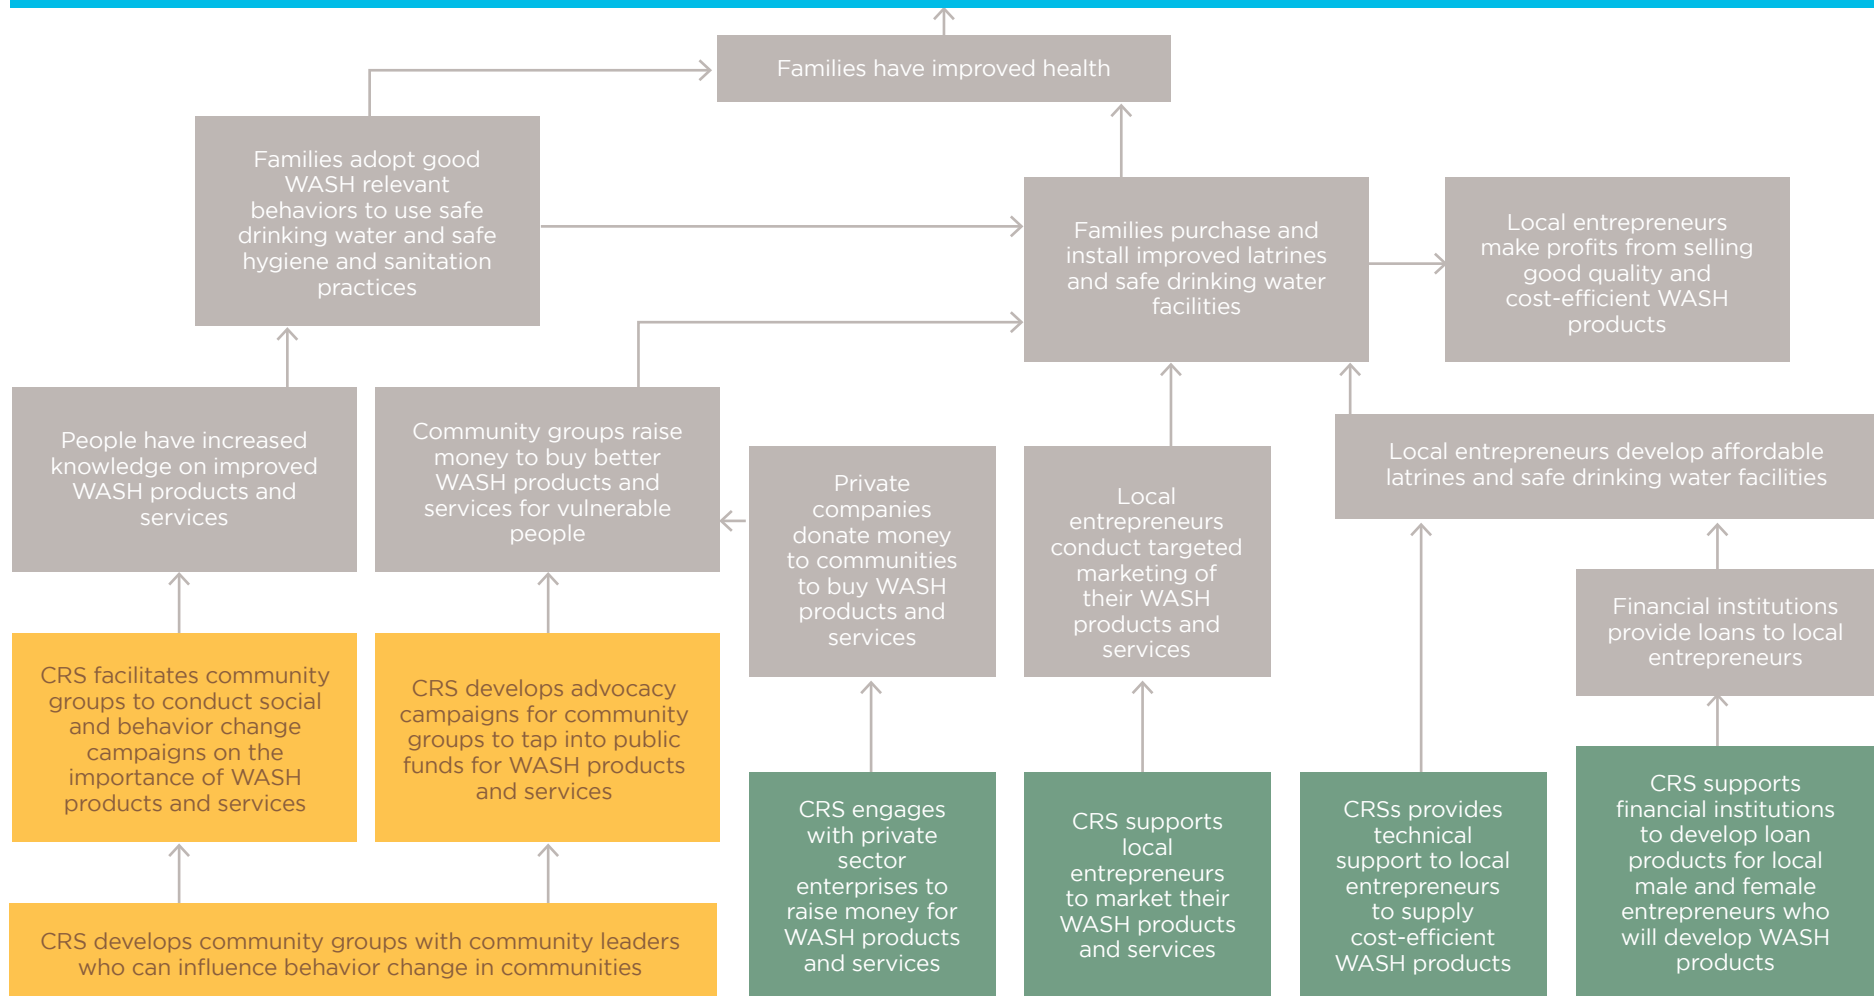 Families have improved health
Families adopt good
WASH relevant
behaviors to use safe
drinking water and safe
hygiene and sanitation
practices
Families purchase and
install improved latrines
and safe drinking water
facilities
Local entrepreneurs
make profits from selling
good quality and
cost-efficient WASH
products
People have increased
knowledge on improved
WASH products and
services
Community groups raise
money to buy better
WASH products and
services for vulnerable
people
Private
companies
donate money
to communities
to buy WASH
products and
services
Local
entrepreneurs
conduct targeted
marketing of
their WASH
products and
services
Local entrepreneurs develop affordable
latrines and safe drinking water facilities
Financial institutions
provide loans to local
entrepreneurs
CRS facilitates community
groups to conduct social
and behavior change
campaigns on the
importance of WASH
products and services
CRS develops advocacy
campaigns for community
groups to tap into public
funds for WASH products
and services
CRS engages
with private
sector
enterprises to
raise money for
WASH products
and services
CRS supports
local
entrepreneurs
to market their
WASH products
and services
CRSs provides
technical
support to local
entrepreneurs
to supply
cost-efficient
WASH products
CRS supports
financial institutions
to develop loan
products for local
male and female
entrepreneurs who
will develop WASH
products
CRS develops community groups with community leaders
who can influence behavior change in communities